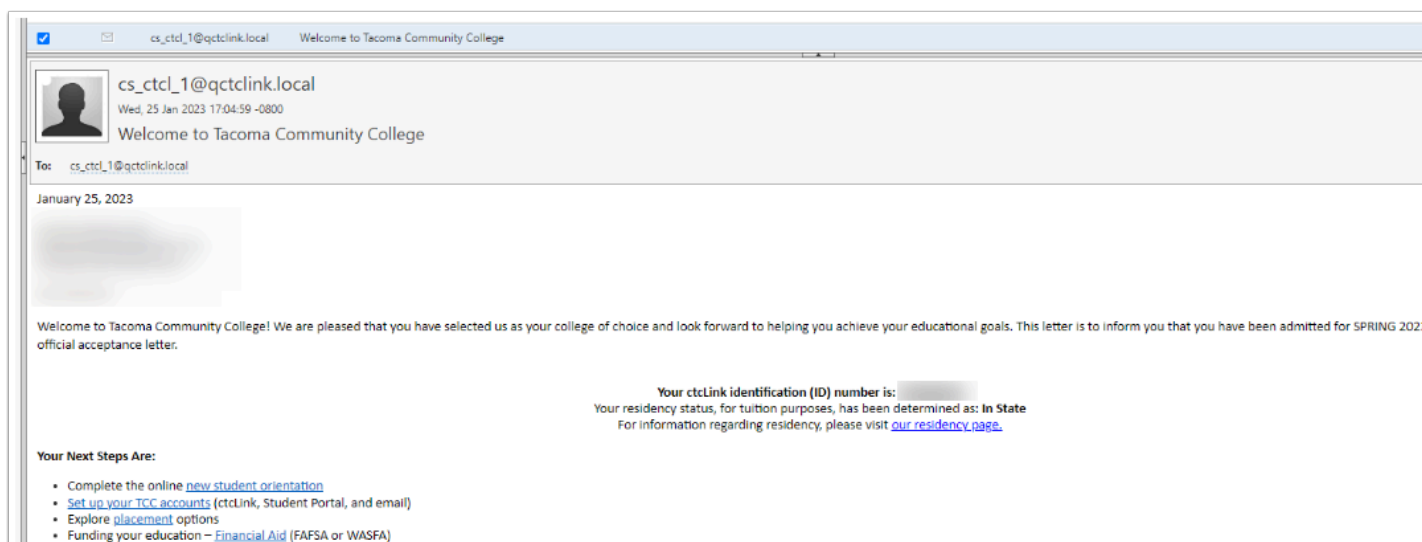 cs_ctcl_1@qctclink.local Welcome to Tacoma Community College
cs_ctcl_1@qctclink.local
Wed, 25 Jan 2023 17:04:59 -0800
Welcome to Tacoma Community College
To: cs_ctcl_1@qctclink.local
January 25, 2023
Welcome to Tacoma Community College! We are pleased that you have selected us as your college of choice and look forward to helping you achieve your educational goals. This letter is to inform you that you have been admitted for SPRING
official acceptance letter.
Your ctcLink identification (ID) number is:
Your residency status, for tuition purposes, has been determined as: In State
For information regarding residency, please visit our residency page.
Your Next Steps Are:
• Complete the online new student orientation
• Set up your TCC accounts (ctcLink, Student Portal, and email)
• Explore placement options
• Funding your education – Financial Aid (FAFSA or WASFA)